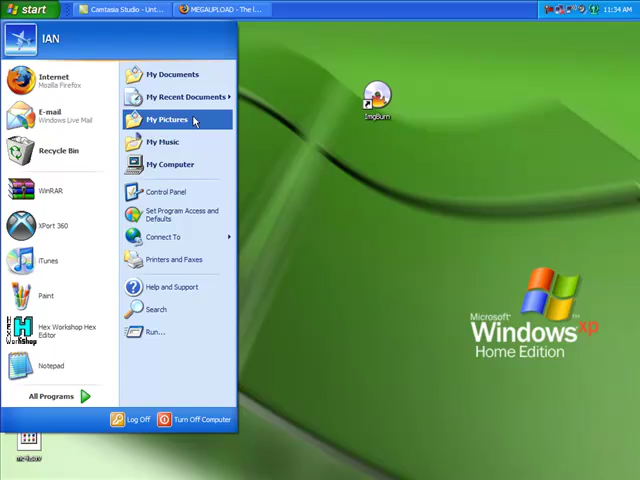 start
Camtasia Studio - Unt...
MEGAUPLOAD - The l...
11:34 AM
IAN
Internet
Mozilla Firefox
E-mail
Windows Live Mail
Recycle Bin
WinRAR
XPort 360
iTunes
Paint
Hex Workshop Hex
Editor
Notepad
All Programs
My Documents
My Recent Documents
My Pictures
My Music
My Computer
Control Panel
Set Program Access and
Defaults
Connect To
Printers and Faxes
Help and Support
Search
Run...
Log Off
Turn Off Computer
ImgBurn
Microsoft
Windows xp
Home Edition